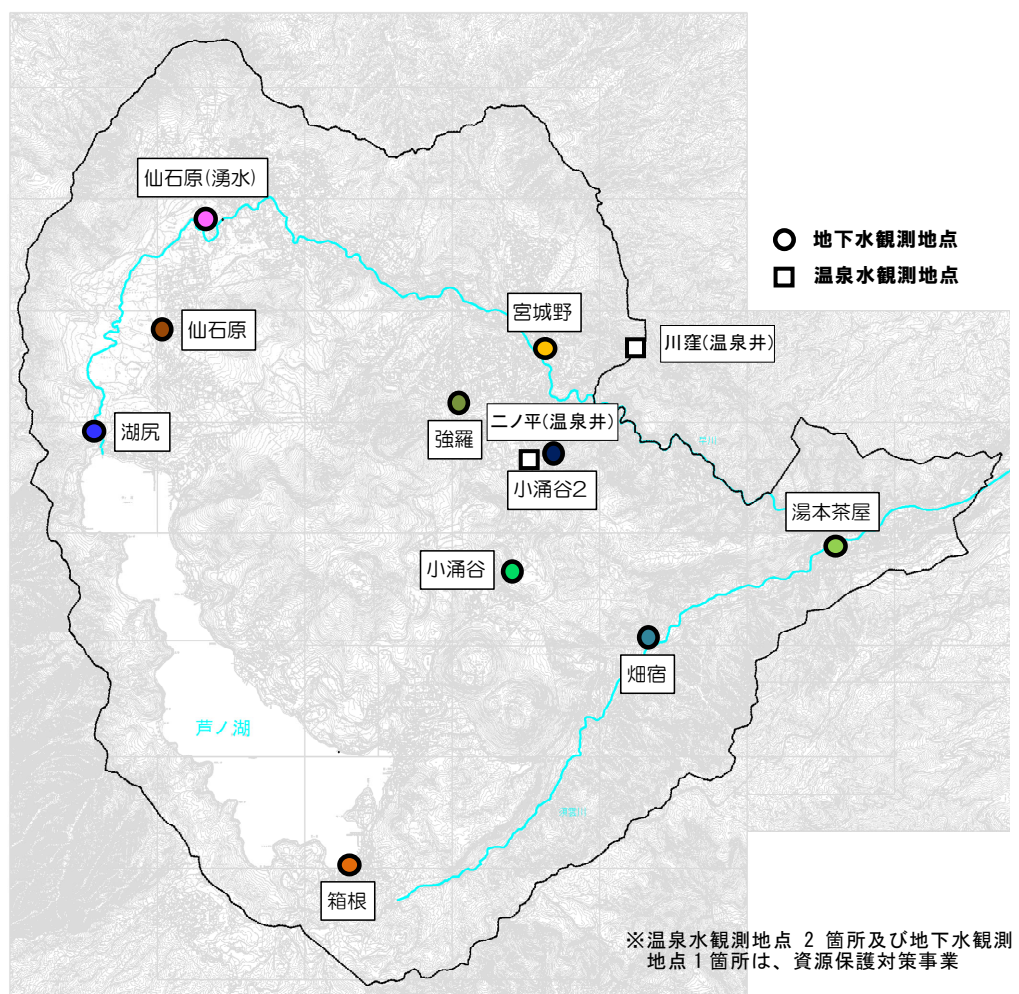 仙石原(湧水)
地下水観測地点
温泉水観測地点
宮城野
仙石原
川窪(温泉井)
湖尻
強羅
二ノ平(温泉井)
小涌谷2
湯本茶屋
小涌谷
畑宿
芦ノ湖
箱根
※温泉水観測地点 2 箇所及び地下水観測
地点1箇所は、資源保護対策事業